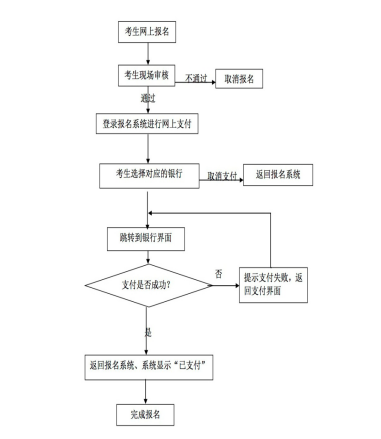 考生网上报名
考生现场审核
不通过
取消报名
通过
登录报名系统进行网上支付
考生选择对应的银行
取消支付
返回报名系统
跳转到银行界面
支付是否成功？
否
提示支付失败，返
回支付界面
是
返回报名系统、系统显示“已支付”
完成报名